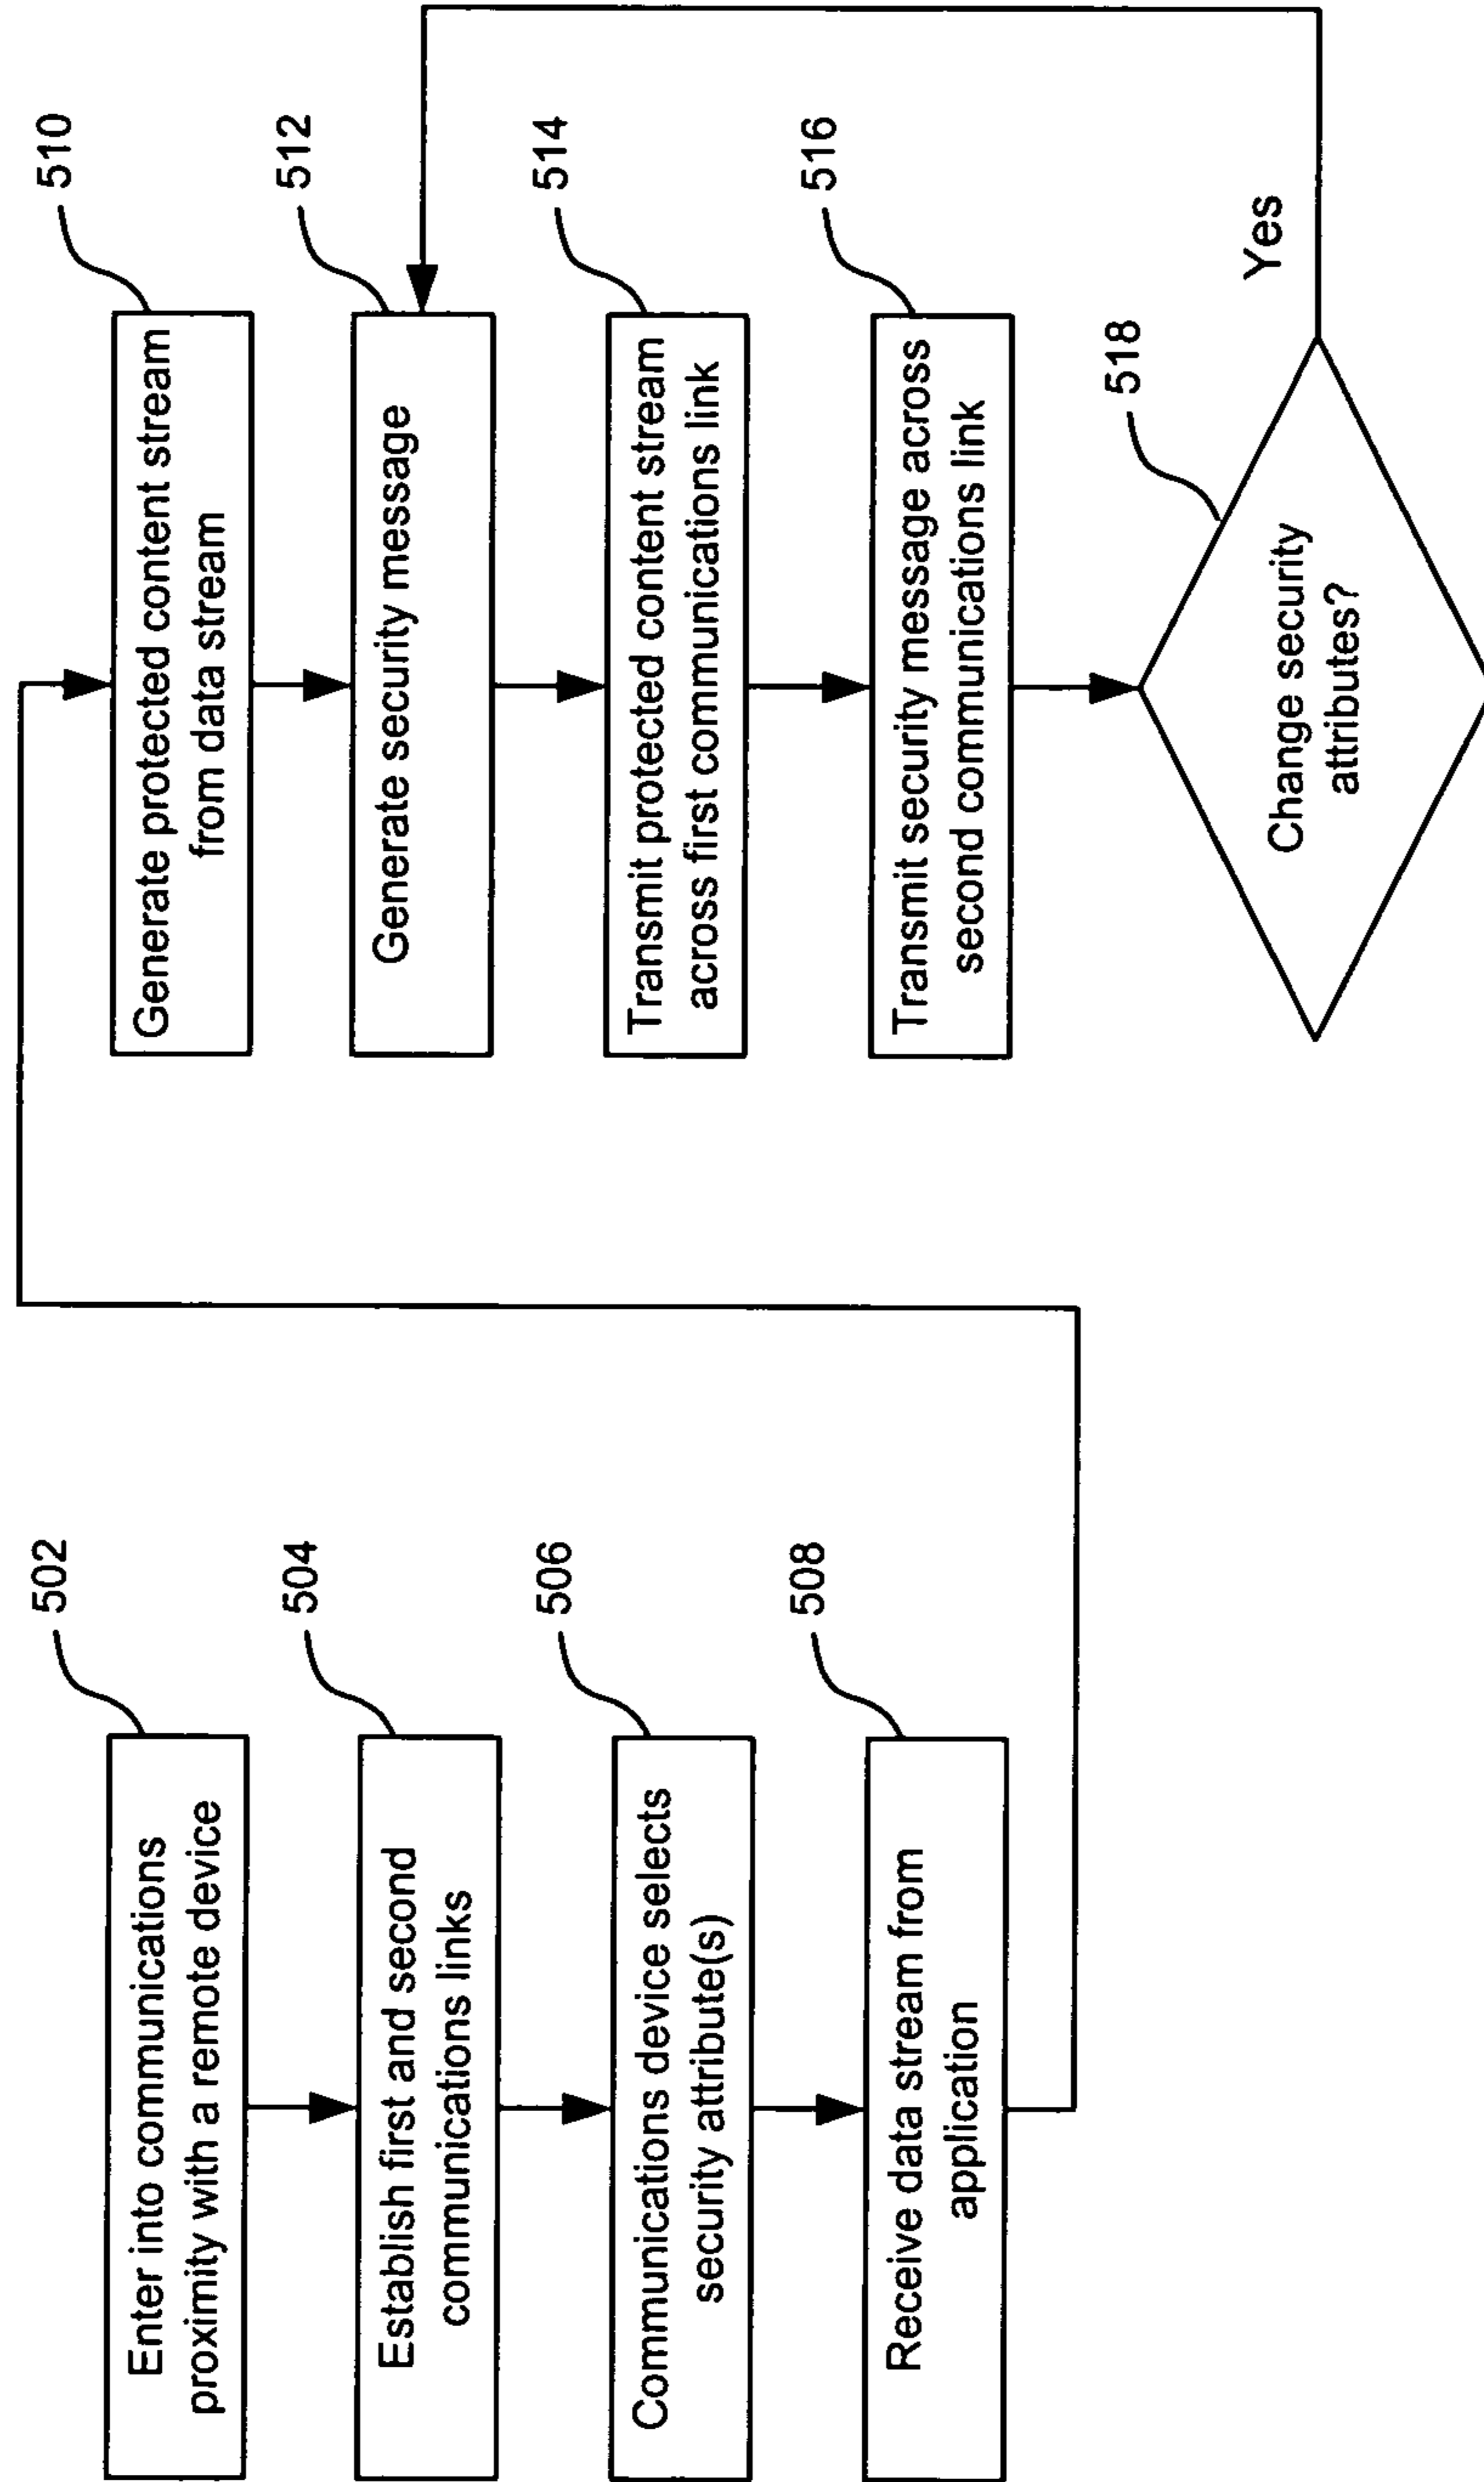 502
Enter into communications
proximity with a remote device
504
Establish first and second
communications links
506
Communications device selects
security attribute(s)
508
Receive data stream from
application
510
Generate protected content stream
from data stream
512
Generate security message
514
Transmit protected content stream
across first communications link
516
Transmit security message across
second communications link
518
Change security
attributes?
Yes